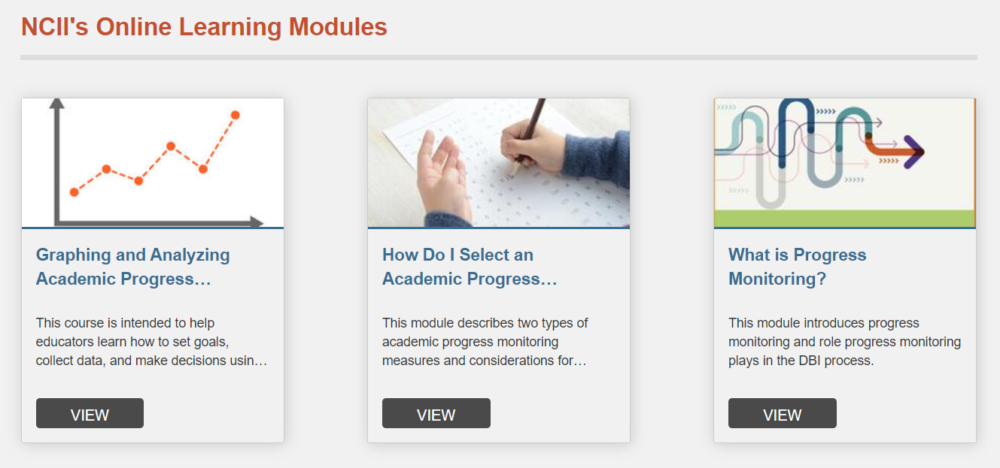 NCII's Online Learning Modules
Graphing and Analyzing
Academic Progress…
This course is intended to help
educators learn how to set goals,
collect data, and make decisions usin…
VIEW
How Do I Select an
Academic Progress…
This module describes two types of
academic progress monitoring
measures and considerations for…
VIEW
What is Progress
Monitoring?
This module introduces progress
monitoring and role progress monitoring
plays in the DBI process.
VIEW